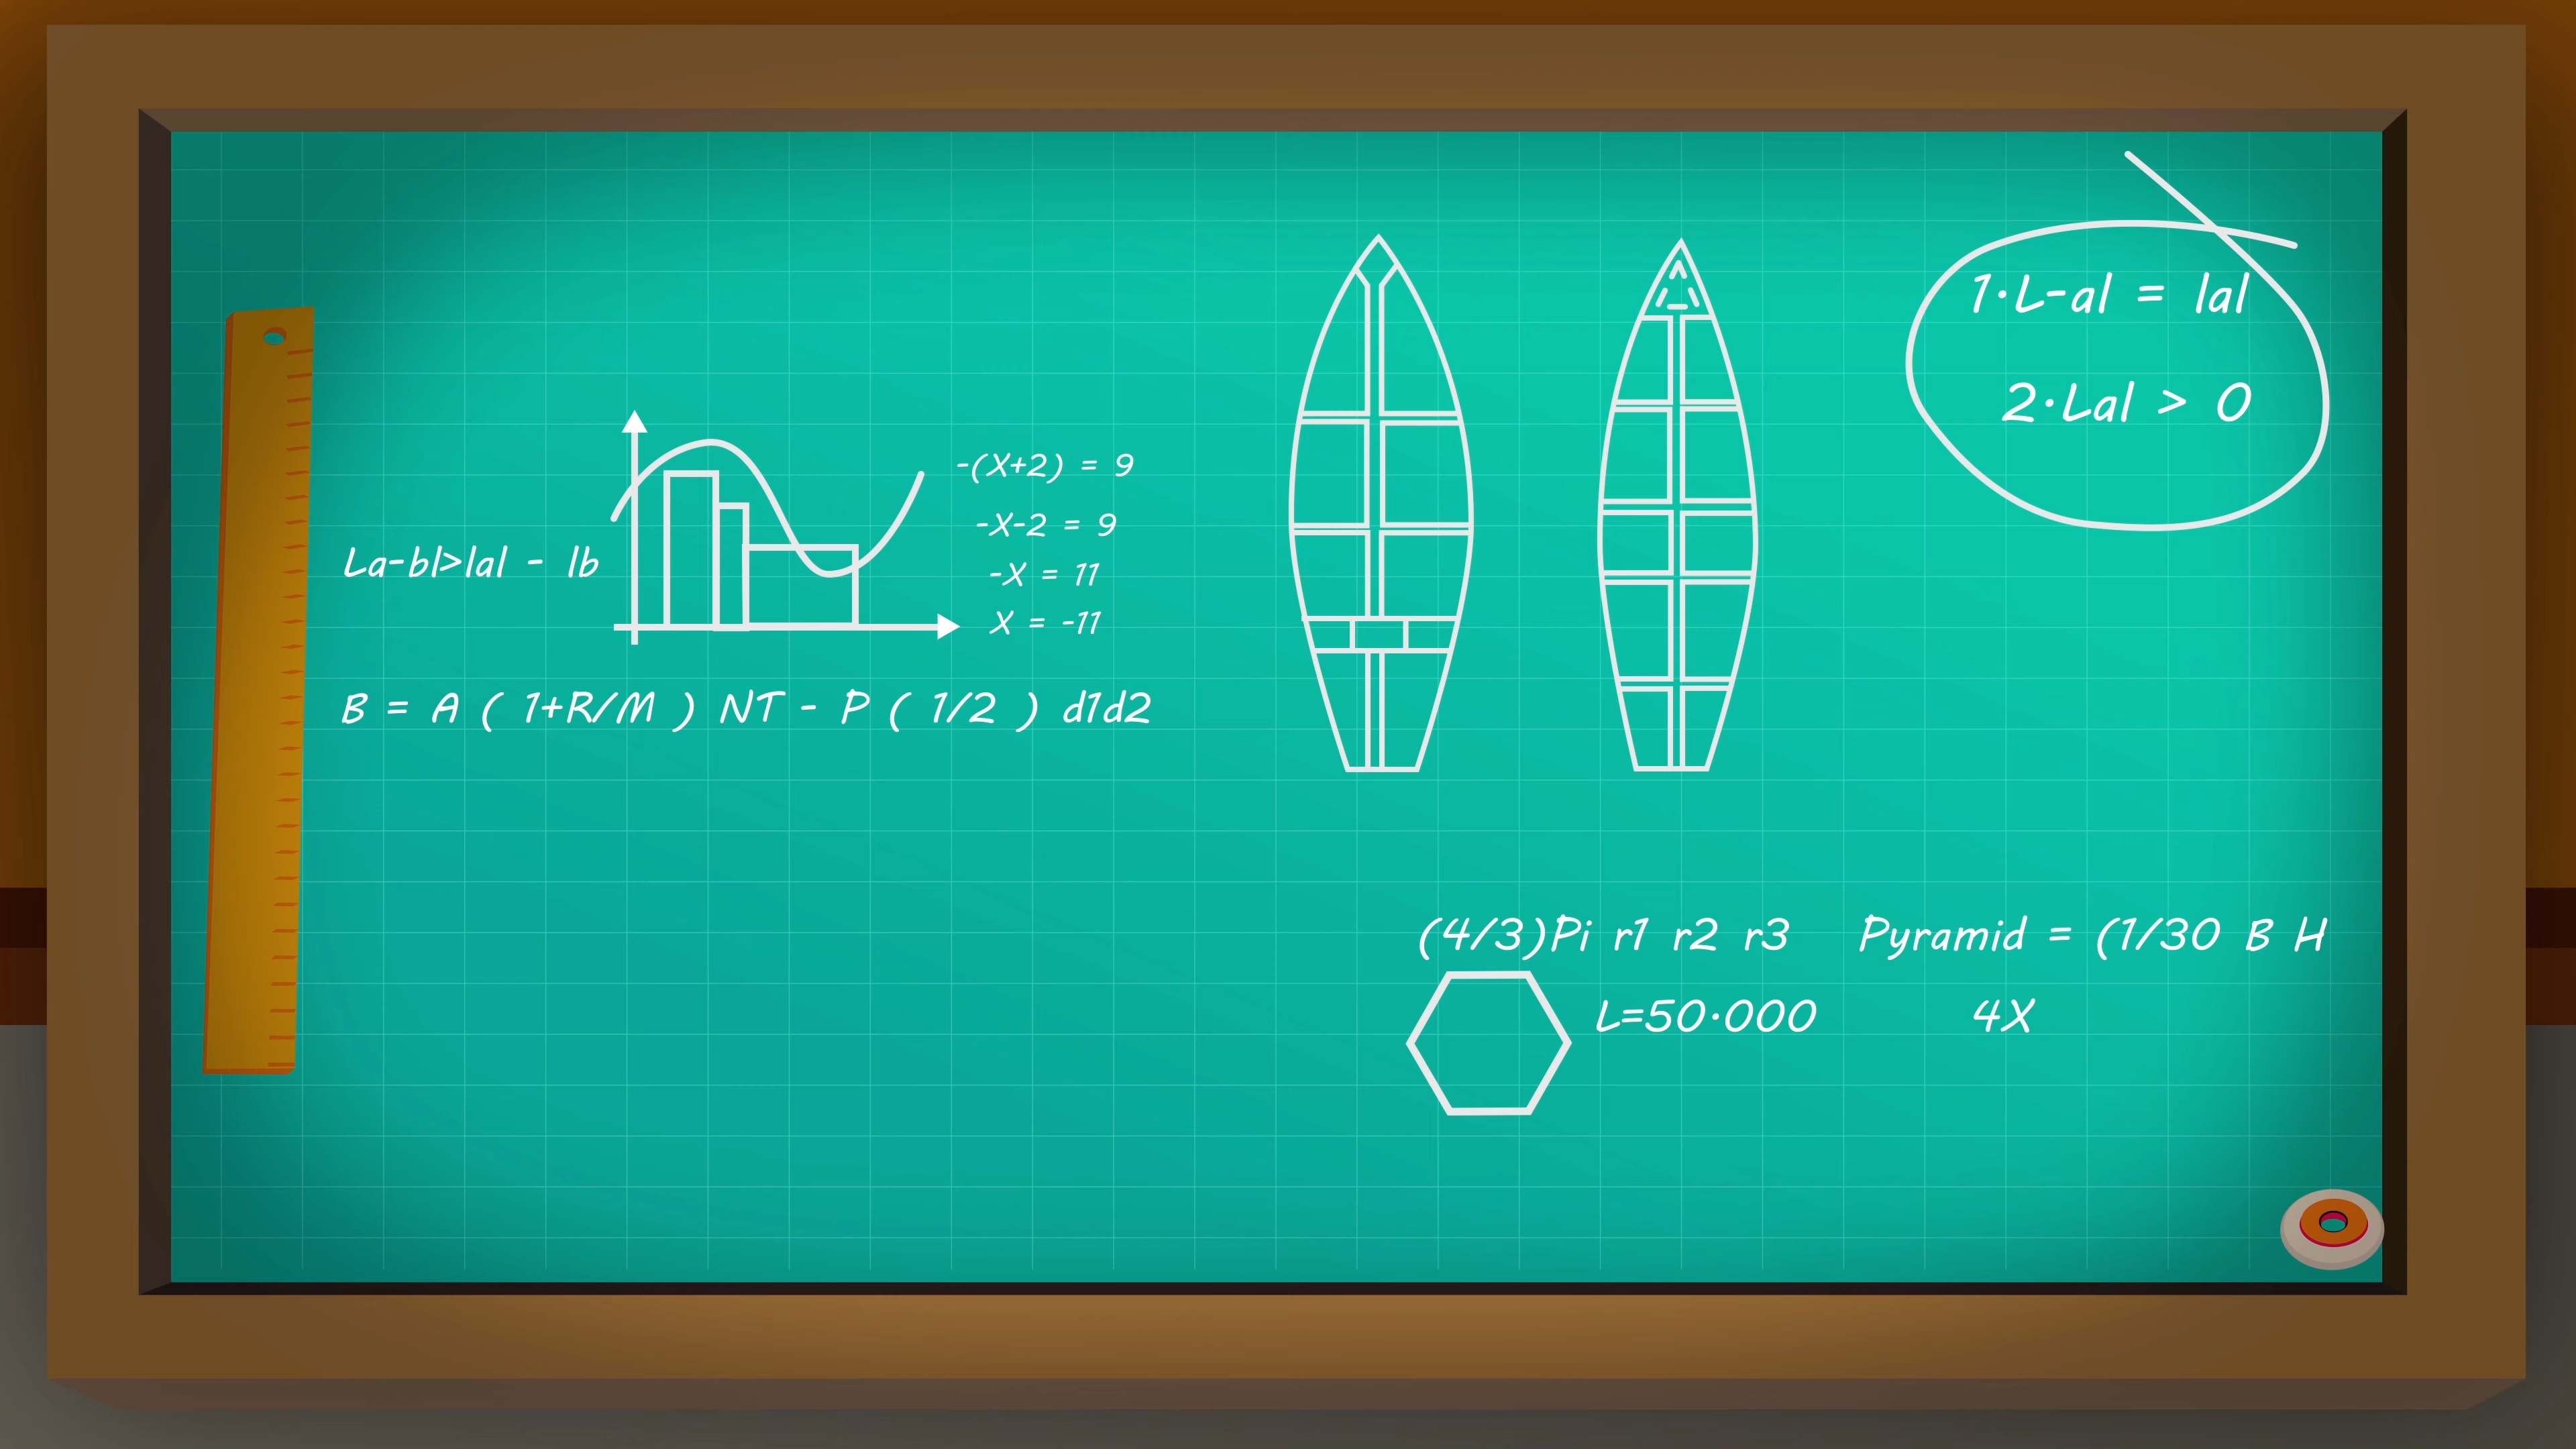 La-bl>lal - lb
-(X+2) = 9
-X-2 = 9
-X = 11
X = -11
B = A ( 1+R/M ) NT - P ( 1/2 ) d1d2
1·L-al = lal
2·Lal > 0
(4/3)Pi r1 r2 r3
Pyramid = (1/30 B H
L=50·000
4X